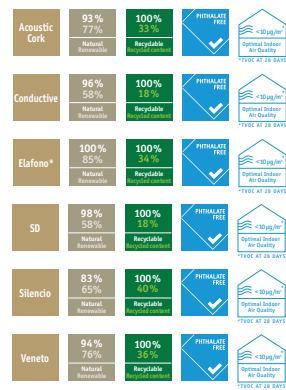 Acoustic
Cork
93%
77%
Natural
Renewable
100%
33%
Recyclable
Recycled content
PHTHALATE
FREE
<10 µg/m³*
Optimal Indoor
Air Quality
*TVOC AT 28 DAYS
Conductive
96%
58%
Natural
Renewable
100%
18%
Recyclable
Recycled content
PHTHALATE
FREE
<10 µg/m³*
Optimal Indoor
Air Quality
*TVOC AT 28 DAYS
Elafono*
100%
85%
Natural
Renewable
100%
34%
Recyclable
Recycled content
PHTHALATE
FREE
<10 µg/m³*
Optimal Indoor
Air Quality
*TVOC AT 28 DAYS
SD
98%
58%
Natural
Renewable
100%
18%
Recyclable
Recycled content
PHTHALATE
FREE
<10 µg/m³*
Optimal Indoor
Air Quality
*TVOC AT 28 DAYS
Silencio
83%
65%
Natural
Renewable
100%
40%
Recyclable
Recycled content
PHTHALATE
FREE
<10 µg/m³*
Optimal Indoor
Air Quality
*TVOC AT 28 DAYS
Veneto
94%
76%
Natural
Renewable
100%
36%
Recyclable
Recycled content
PHTHALATE
FREE
<10 µg/m³*
Optimal Indoor
Air Quality
*TVOC AT 28 DAYS